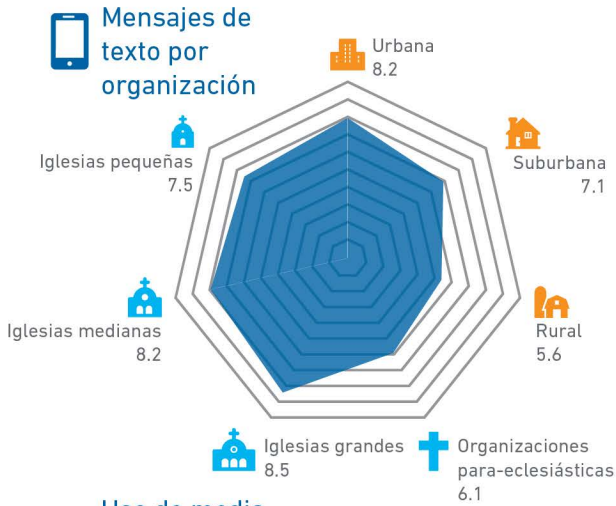 Mensajes de
texto por
organización
Urbana
8.2
Iglesias pequeñas
7.5
Suburbana
7.1
Iglesias medianas
8.2
Rural
5.6
Iglesias grandes
8.5
Organizaciones
para-eclesiásticas
6.1